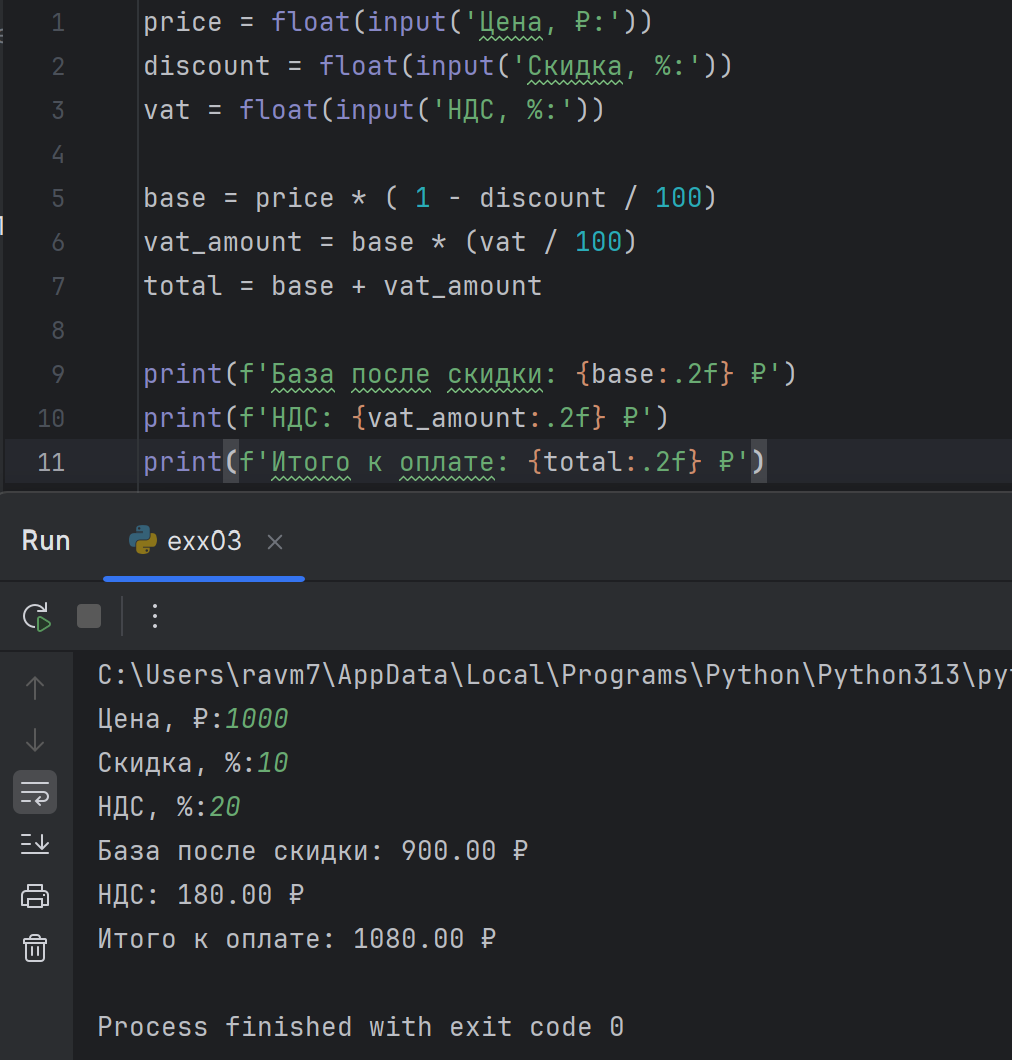 1 price = float(input('Цена, ₽:'))
2 discount = float(input('Скидка, %:'))
3 vat = float(input('НДС, %:'))
4
5 base = price * ( 1 - discount / 100)
6 vat_amount = base * (vat / 100)
7 total = base + vat_amount
8
9 print(f'База после скидки: {base:.2f} ₽')
10 print(f'НДС: {vat_amount:.2f} ₽')
11 print(f'Итого к оплате: {total:.2f} ₽')
Run exx03
C:\Users\ravm7\AppData\Local\Programs\Python\Python313\
Цена, ₽:1000
Скидка, %:10
НДС, %:20
База после скидки: 900.00 ₽
НДС: 180.00 ₽
Итого к оплате: 1080.00 ₽
Process finished with exit code 0